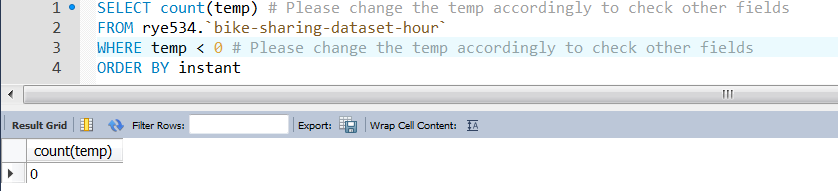 1 SELECT count(temp) # Please change the temp accordingly to check other fields
2 FROM rye534.`bike-sharing-dataset-hour`
3 WHERE temp < 0 # Please change the temp accordingly to check other fields
4 ORDER BY instant
Result Grid Filter Rows: Export: Wrap Cell Content: IA
count(temp)
0